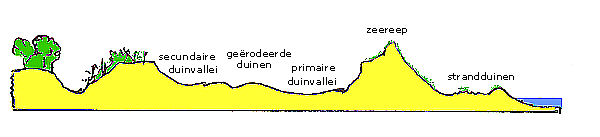 secundaire
duinvallei
geërodeerde
duinen
primaire
duinvallei
zeereep
strandduinen